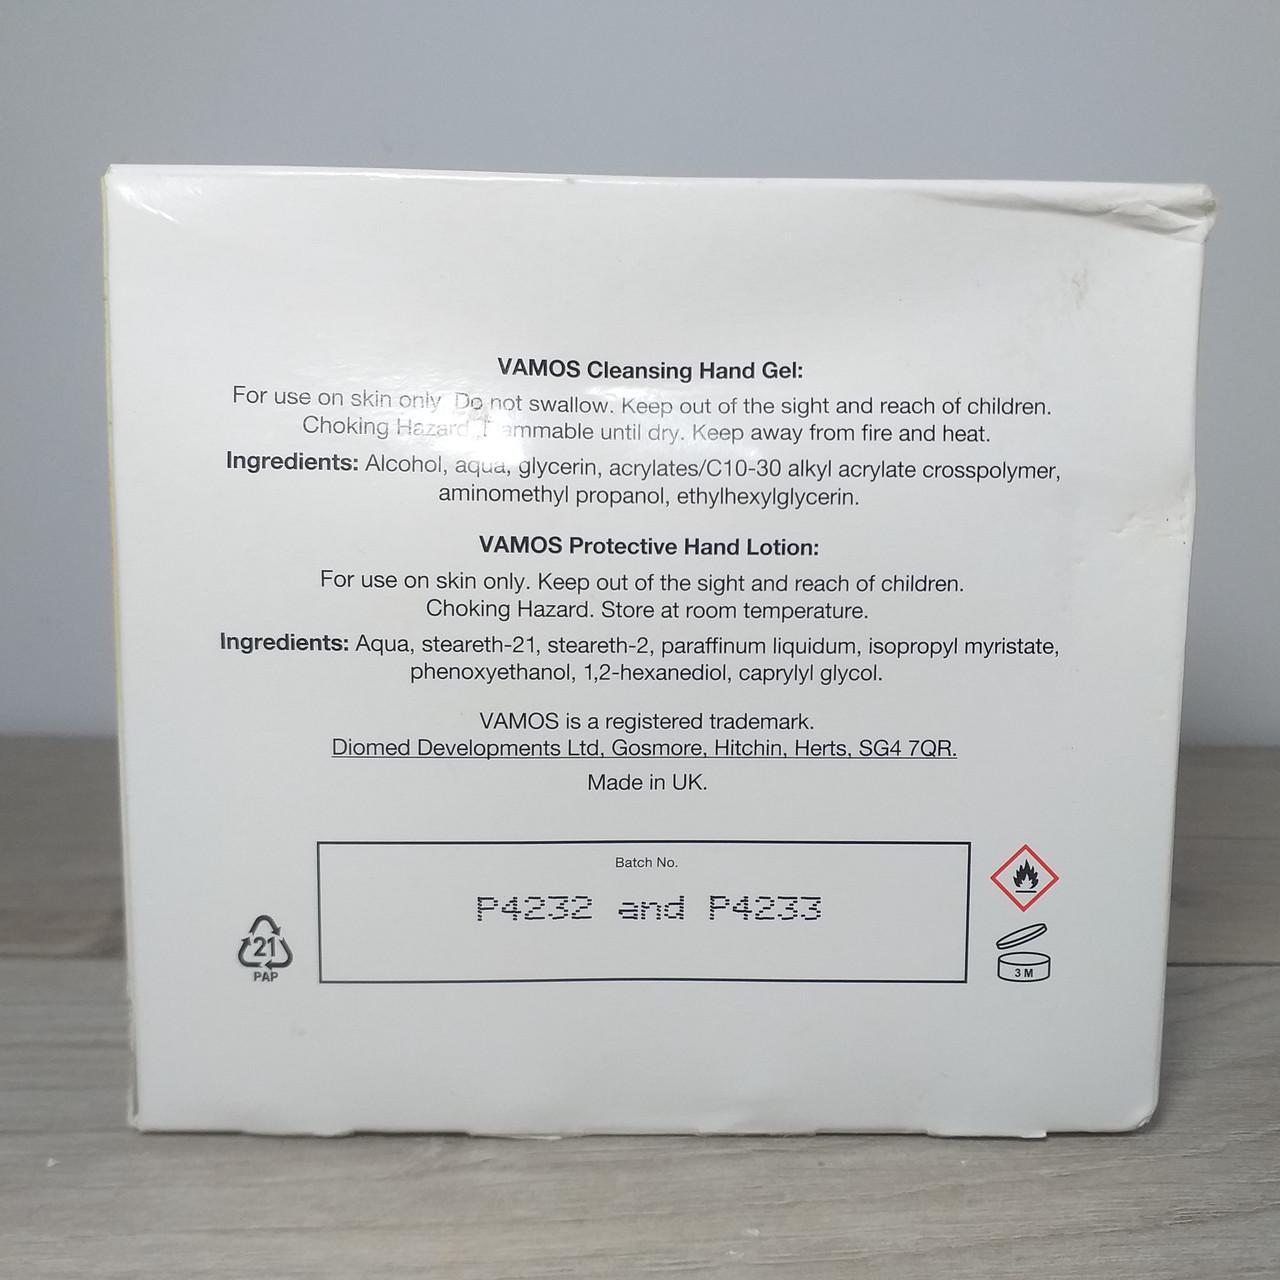 VAMOS Cleansing Hand Gel:
For use on skin only Do not swallow. Keep out of the sight and reach of children.
Choking Hazard. Flammable until dry. Keep away from fire and heat.
Ingredients: Alcohol, aqua, glycerin, acrylates/C10-30 alkyl acrylate crosspolymer,
aminomethyl propanol, ethylhexylglycerin.
VAMOS Protective Hand Lotion:
For use on skin only. Keep out of the sight and reach of children.
Choking Hazard. Store at room temperature.
Ingredients: Aqua, steareth-21, steareth-2, paraffinum liquidum, isopropyl myristate,
phenoxyethanol, 1,2-hexanediol, caprylyl glycol.
VAMOS is a registered trademark.
Diomed Developments Ltd, Gosmore, Hitchin, Herts, SG4 7QR.
Made in UK.
Batch No.
P4232 and P4233
21
PAP
3 M